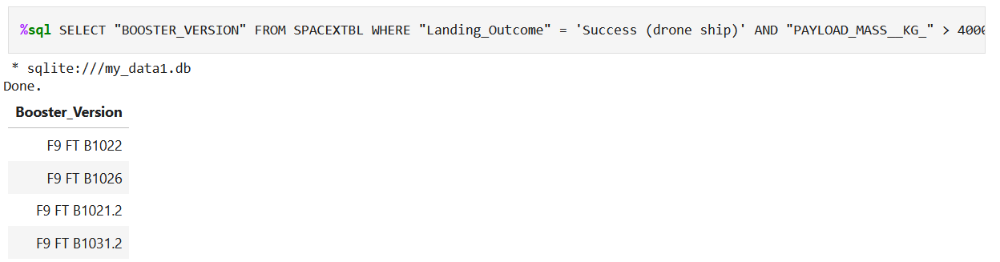 %sql SELECT "BOOSTER_VERSION" FROM SPACEXTBL WHERE "Landing_Outcome" = 'Success (drone ship)' AND "PAYLOAD_MASS__KG_" > 4000
* sqlite:///my_data1.db
Done.
Booster_Version
F9 FT B1022
F9 FT B1026
F9 FT B1021.2
F9 FT B1031.2